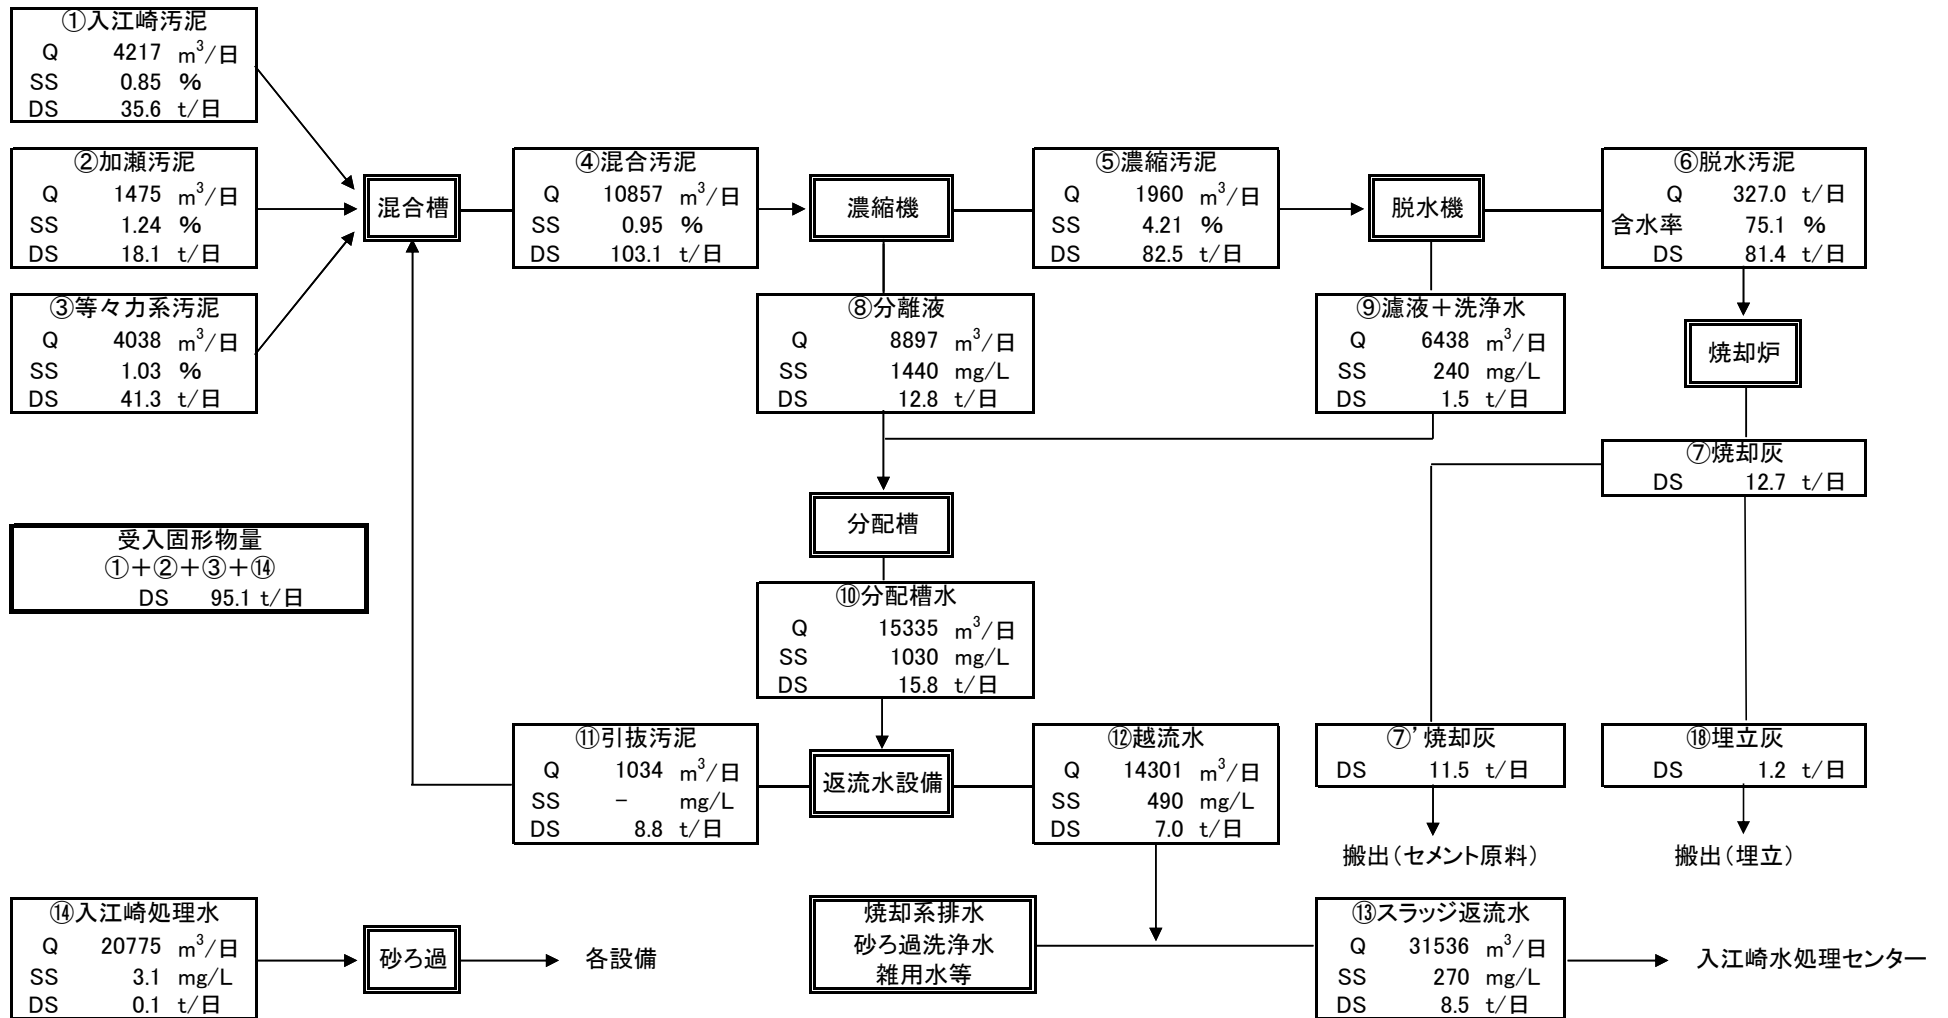 ①入江崎汚泥
Q 4217 m³/日
SS 0.85 %
DS 35.6 t/日
②加瀬汚泥
Q 1475 m³/日
SS 1.24 %
DS 18.1 t/日
③等々力系汚泥
Q 4038 m³/日
SS 1.03 %
DS 41.3 t/日
混合槽
④混合汚泥
Q 10857 m³/日
SS 0.95 %
DS 103.1 t/日
濃縮機
⑤濃縮汚泥
Q 1960 m³/日
SS 4.21 %
DS 82.5 t/日
脱水機
⑥脱水汚泥
Q 327.0 t/日
含水率 75.1 %
DS 81.4 t/日
⑧分離液
Q 8897 m³/日
SS 1440 mg/L
DS 12.8 t/日
⑨濾液＋洗浄水
Q 6438 m³/日
SS 240 mg/L
DS 1.5 t/日
焼却炉
⑦焼却灰
DS 12.7 t/日
分配槽
受入固形物量
①＋②＋③＋⑭
DS 95.1 t/日
⑩分配槽水
Q 15335 m³/日
SS 1030 mg/L
DS 15.8 t/日
⑪引抜汚泥
Q 1034 m³/日
SS － mg/L
DS 8.8 t/日
返流水設備
⑫越流水
Q 14301 m³/日
SS 490 mg/L
DS 7.0 t/日
⑦’焼却灰
DS 11.5 t/日
搬出（セメント原料）
⑱埋立灰
DS 1.2 t/日
搬出（埋立）
⑭入江崎処理水
Q 20775 m³/日
SS 3.1 mg/L
DS 0.1 t/日
砂ろ過
各設備
焼却系排水
砂ろ過洗浄水
雑用水等
⑬スラッジ返流水
Q 31536 m³/日
SS 270 mg/L
DS 8.5 t/日
入江崎水処理センター